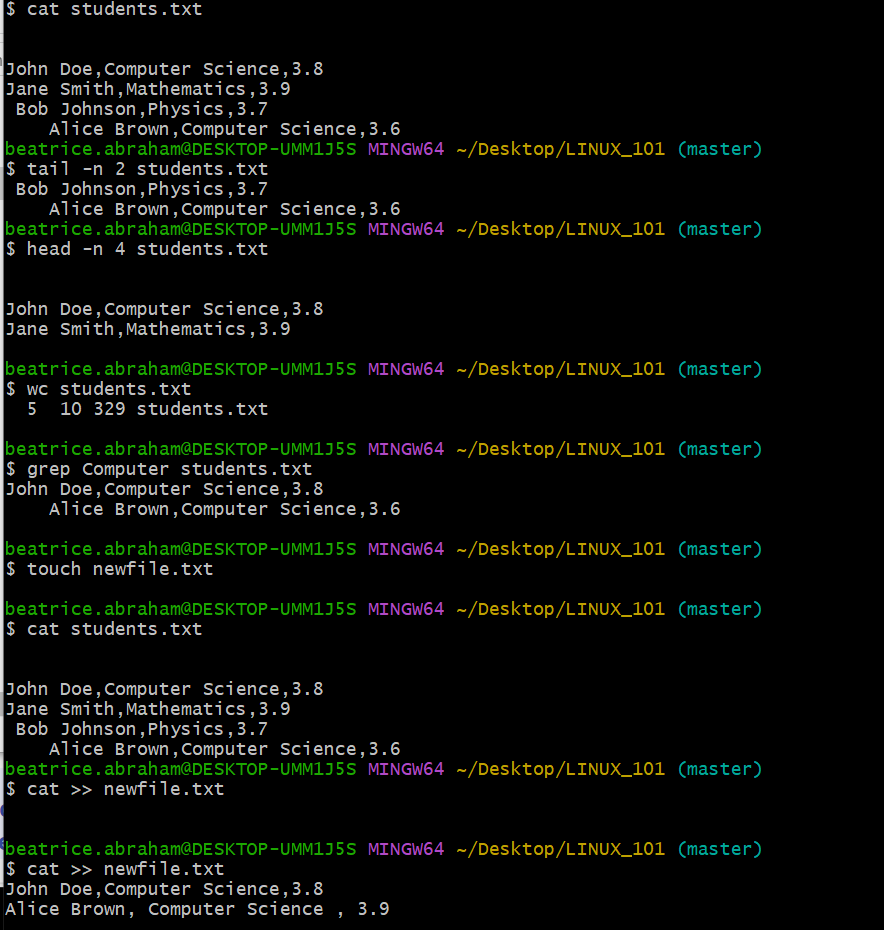 $ cat students.txt
John Doe,Computer Science,3.8
Jane Smith,Mathematics,3.9
Bob Johnson,Physics,3.7
Alice Brown,Computer Science,3.6
beatrice.abraham@DESKTOP-UMM1J5S MINGW64 ~/Desktop/LINUX_101 (master)
$ tail -n 2 students.txt
Bob Johnson,Physics,3.7
Alice Brown,Computer Science,3.6
beatrice.abraham@DESKTOP-UMM1J5S MINGW64 ~/Desktop/LINUX_101 (master)
$ head -n 4 students.txt
John Doe,Computer Science,3.8
Jane Smith,Mathematics,3.9
beatrice.abraham@DESKTOP-UMM1J5S MINGW64 ~/Desktop/LINUX_101 (master)
$ wc students.txt
5 10 329 students.txt
beatrice.abraham@DESKTOP-UMM1J5S MINGW64 ~/Desktop/LINUX_101 (master)
$ grep Computer students.txt
John Doe,Computer Science,3.8
Alice Brown,Computer Science,3.6
beatrice.abraham@DESKTOP-UMM1J5S MINGW64 ~/Desktop/LINUX_101 (master)
$ touch newfile.txt
beatrice.abraham@DESKTOP-UMM1J5S MINGW64 ~/Desktop/LINUX_101 (master)
$ cat students.txt
John Doe,Computer Science,3.8
Jane Smith,Mathematics,3.9
Bob Johnson,Physics,3.7
Alice Brown,Computer Science,3.6
beatrice.abraham@DESKTOP-UMM1J5S MINGW64 ~/Desktop/LINUX_101 (master)
$ cat >> newfile.txt
beatrice.abraham@DESKTOP-UMM1J5S MINGW64 ~/Desktop/LINUX_101 (master)
$ cat >> newfile.txt
John Doe,Computer Science,3.8
Alice Brown, Computer Science , 3.9